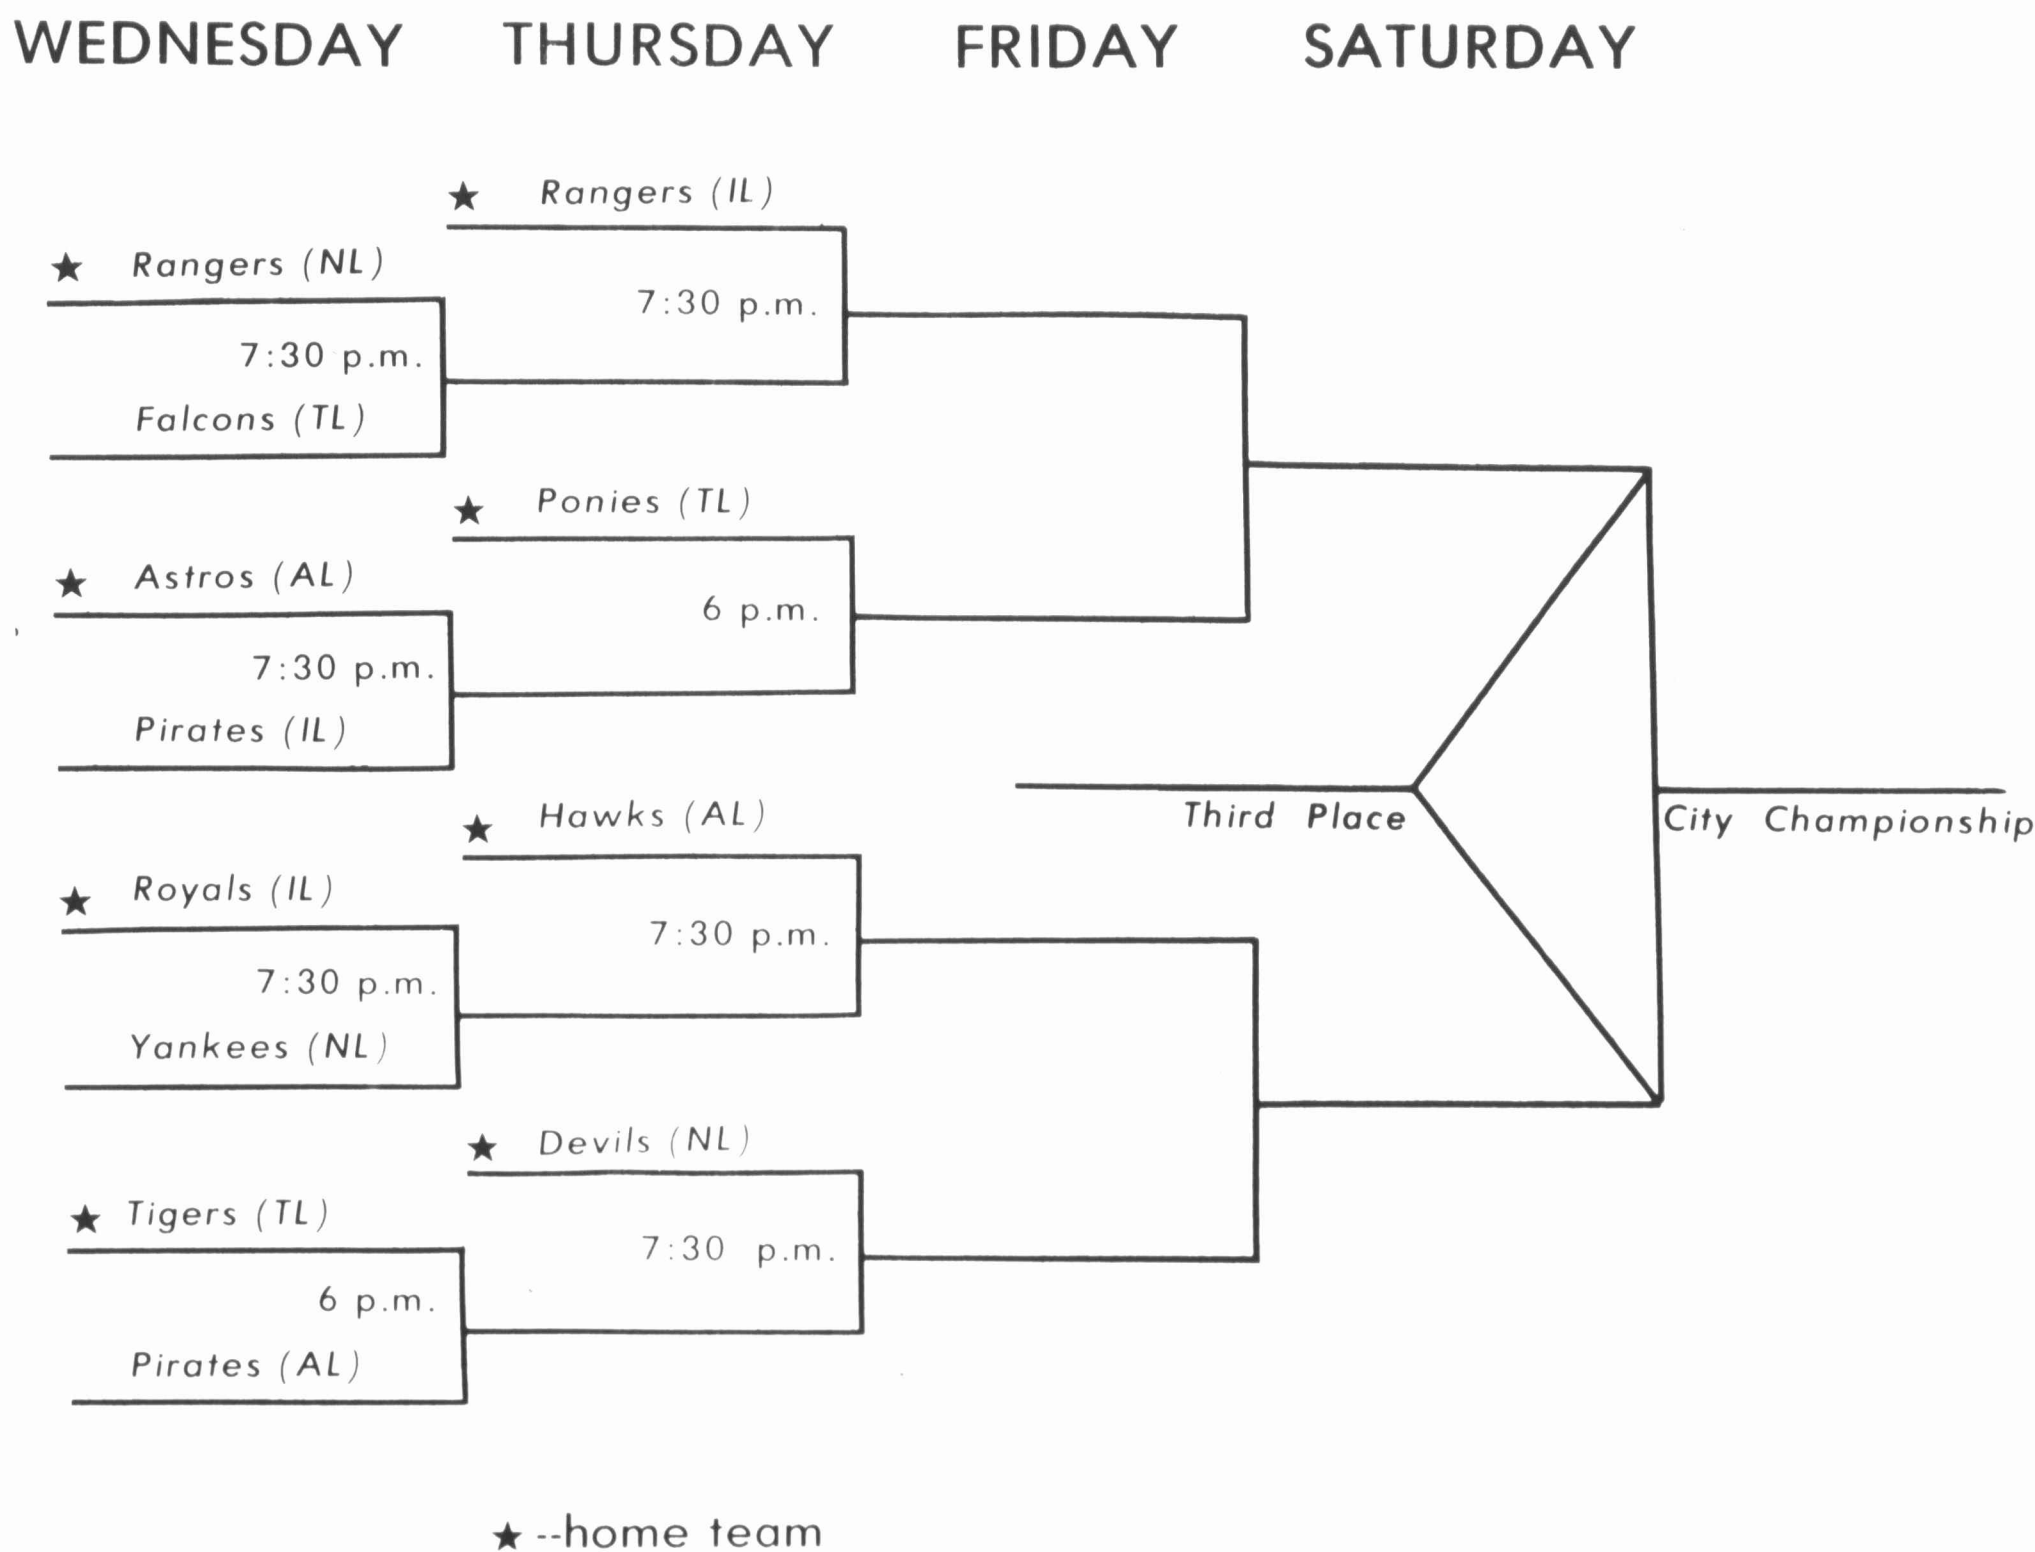 WEDNESDAY THURSDAY FRIDAY SATURDAY
★ Rangers (IL)
★ Rangers (NL)
7:30 p.m.
7:30 p.m.
Falcons (TL)
★ Ponies (TL)
★ Astros (AL)
6 p.m.
7:30 p.m.
Pirates (IL)
★ Hawks (AL)
Third Place
City Championship
★ Royals (IL)
7:30 p.m.
7:30 p.m.
Yankees (NL)
★ Devils (NL)
★ Tigers (TL)
7:30 p.m.
6 p.m.
Pirates (AL)
★ --home team